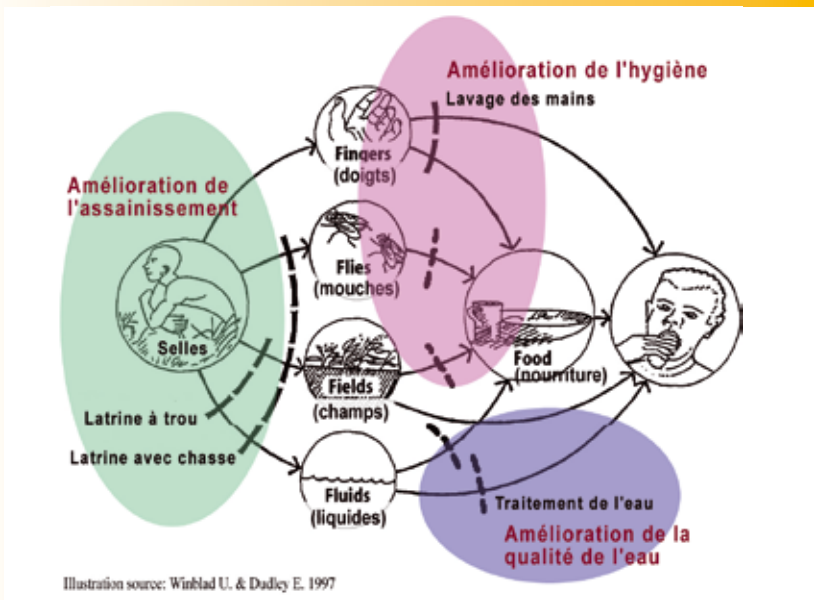 Amélioration de l'hygiène
Lavage des mains
Fingers
(doigts)
Amélioration de
l'assainissement
Flies
(mouches)
Selles
Food
(nourriture)
Fields
(champs)
Latrine à trou
Latrine avec chasse
Fluids
(liquides)
Traitement de l'eau
Amélioration de la
qualité de l'eau
Illustration source: Winblad U. & Dudley E. 1997